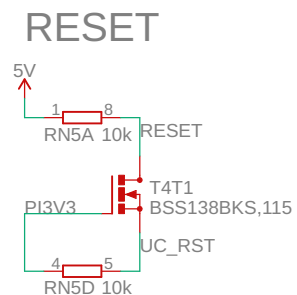 RESET
5V
1 8
RN5A 10k
RESET
T4T1
PI3V3 BSS138BKS,115
UC_RST
4 5
RN5D 10k